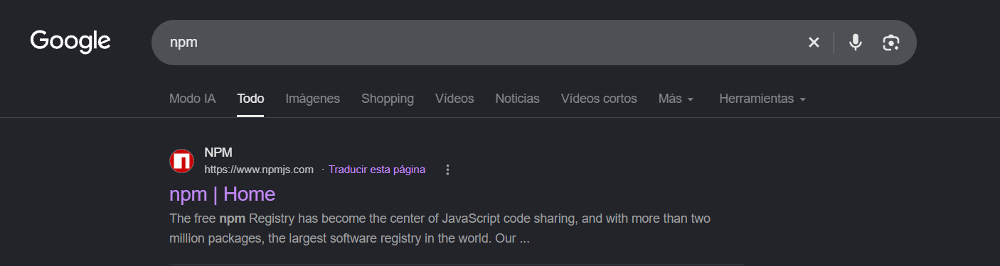 Google
npm
Modo IA Todo Imágenes Shopping Vídeos Noticias Vídeos cortos Más Herramientas
NPM
https://www.npmjs.com · Traducir esta página
npm | Home
The free npm Registry has become the center of JavaScript code sharing, and with more than two
million packages, the largest software registry in the world. Our ...